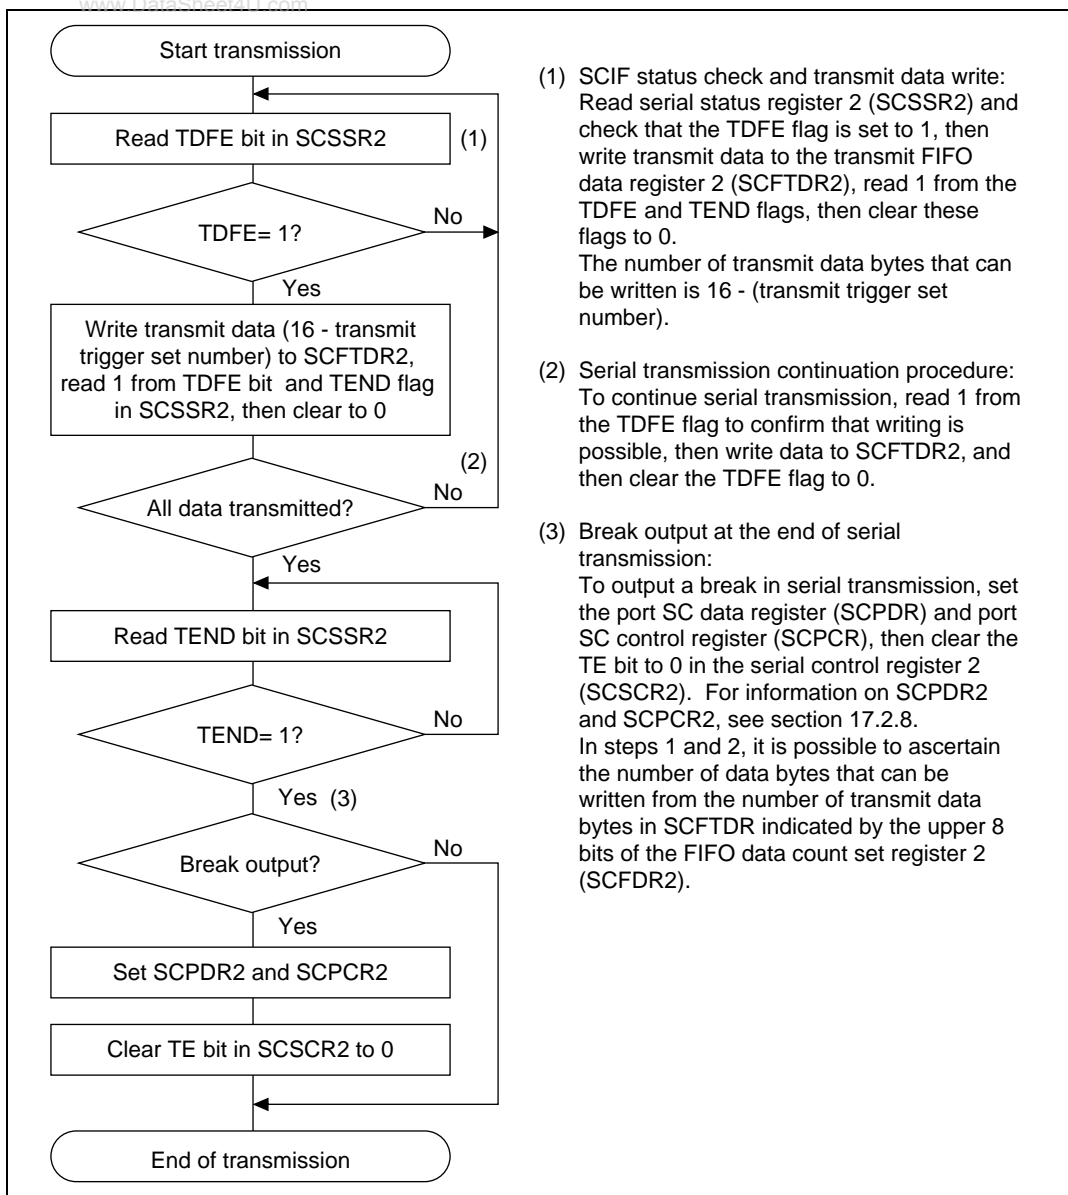 www.DataSheet4U.com
Start transmission
Read TDFE bit in SCSSR2
(1)
TDFE= 1?
No
Yes
Write transmit data (16 - transmit
trigger set number) to SCFTDR2,
read 1 from TDFE bit and TEND flag
in SCSSR2, then clear to 0
(2)
All data transmitted?
No
Yes
Read TEND bit in SCSSR2
TEND= 1?
No
Yes (3)
Break output?
No
Yes
Set SCPDR2 and SCPCR2
Clear TE bit in SCSCR2 to 0
End of transmission
(1) SCIF status check and transmit data write:
Read serial status register 2 (SCSSR2) and
check that the TDFE flag is set to 1, then
write transmit data to the transmit FIFO
data register 2 (SCFTDR2), read 1 from the
TDFE and TEND flags, then clear these
flags to 0.
The number of transmit data bytes that can
be written is 16 - (transmit trigger set
number).
(2) Serial transmission continuation procedure:
To continue serial transmission, read 1 from
the TDFE flag to confirm that writing is
possible, then write data to SCFTDR2, and
then clear the TDFE flag to 0.
(3) Break output at the end of serial
transmission:
To output a break in serial transmission, set
the port SC data register (SCPDR) and port
SC control register (SCPCR), then clear the
TE bit to 0 in the serial control register 2
(SCSCR2). For information on SCPDR2
and SCPCR2, see section 17.2.8.
In steps 1 and 2, it is possible to ascertain
the number of data bytes that can be
written from the number of transmit data
bytes in SCFTDR indicated by the upper 8
bits of the FIFO data count set register 2
(SCFDR2).